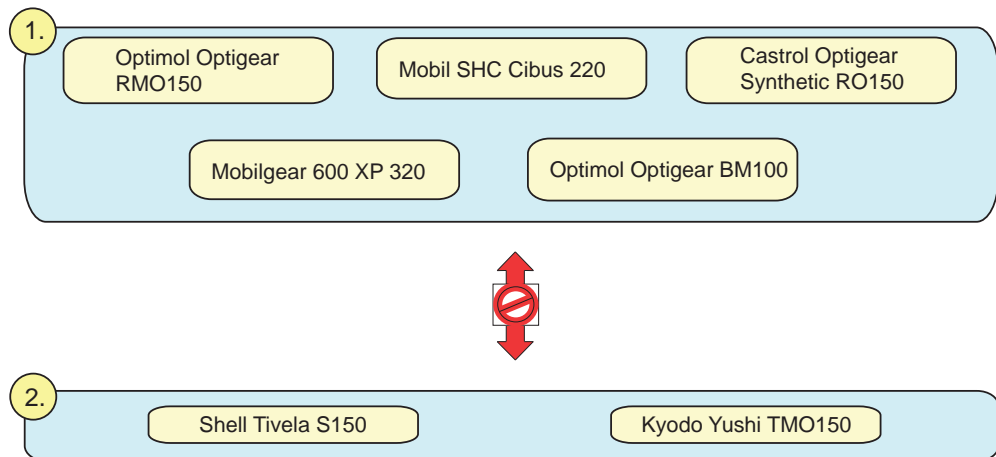 1.
Optimol Optigear
RMO150
Mobil SHC Cibus 220
Castrol Optigear
Synthetic RO150
Mobilgear 600 XP 320
Optimol Optigear BM100
2.
Shell Tivela S150
Kyodo Yushi TMO150